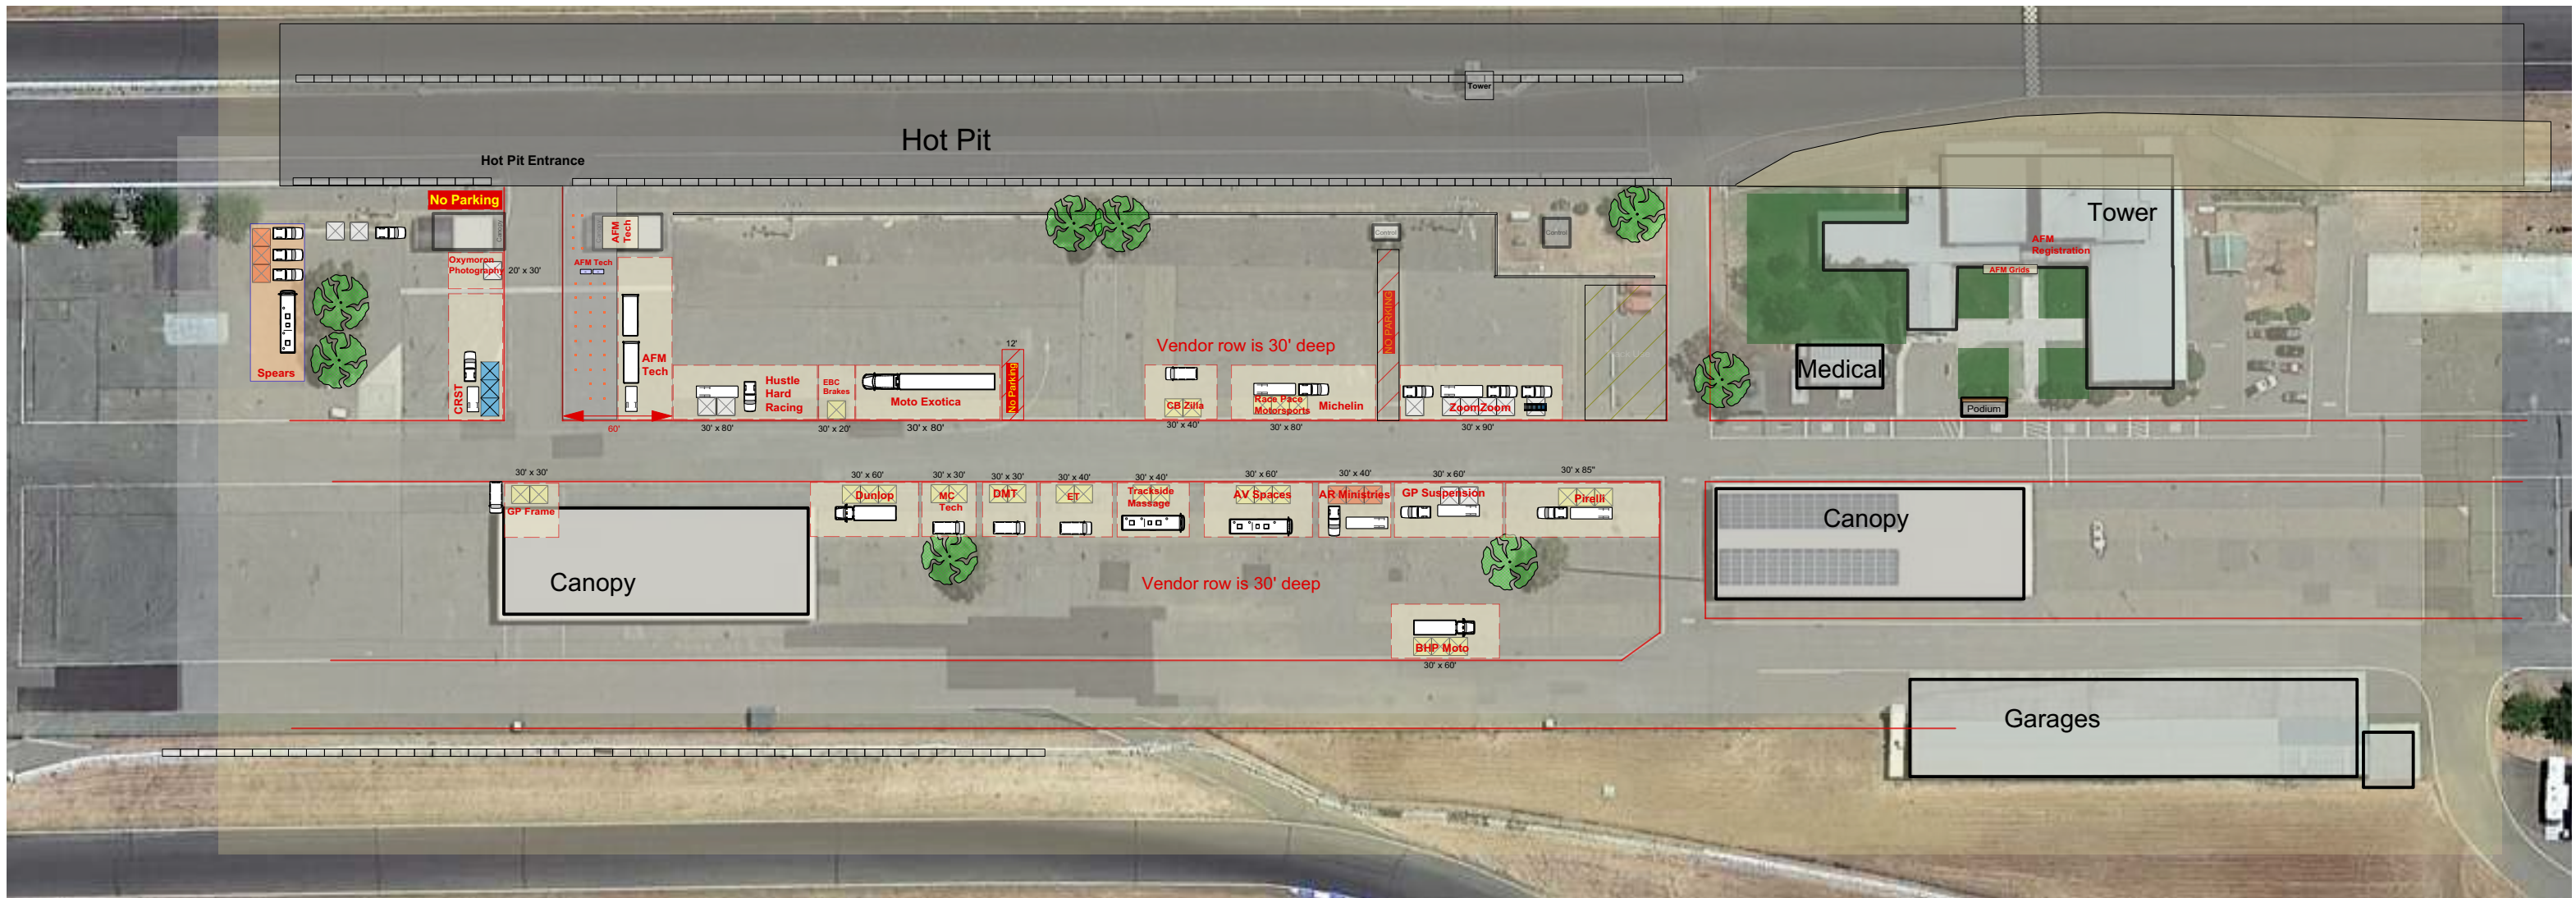 Tower
Hot Pit
Hot Pit Entrance
No Parking
Canopy
AFM
Tech
Control
Control
Tower
AFM
Registration
AFM Grids
Oxymoron
Photography
20' x 30'
AFM Tech
NO PARKING
12'
Vendor row is 30' deep
AFM
Tech
Medical
Spears
CRST
Hustle
Hard
Racing
EBC
Brakes
Moto Exotica
No Parking
CB Zilla
Race Pace
Motorsports
Michelin
ZoomZoom
Podium
60'
30' x 80'
30' x 20'
30' x 80'
30' x 40'
30' x 80'
30' x 90'
30' x 30'
30' x 60'
30' x 30'
30' x 30'
30' x 40'
30' x 40'
30' x 60'
30' x 40'
30' x 60'
30' x 85"
GP Frame
Dunlop
MC
Tech
DMT
ET
Trackside
Massage
AV Spaces
AR Ministries
GP Suspension
Pirelli
Canopy
Canopy
Vendor row is 30' deep
BHP Moto
30' x 60'
Garages